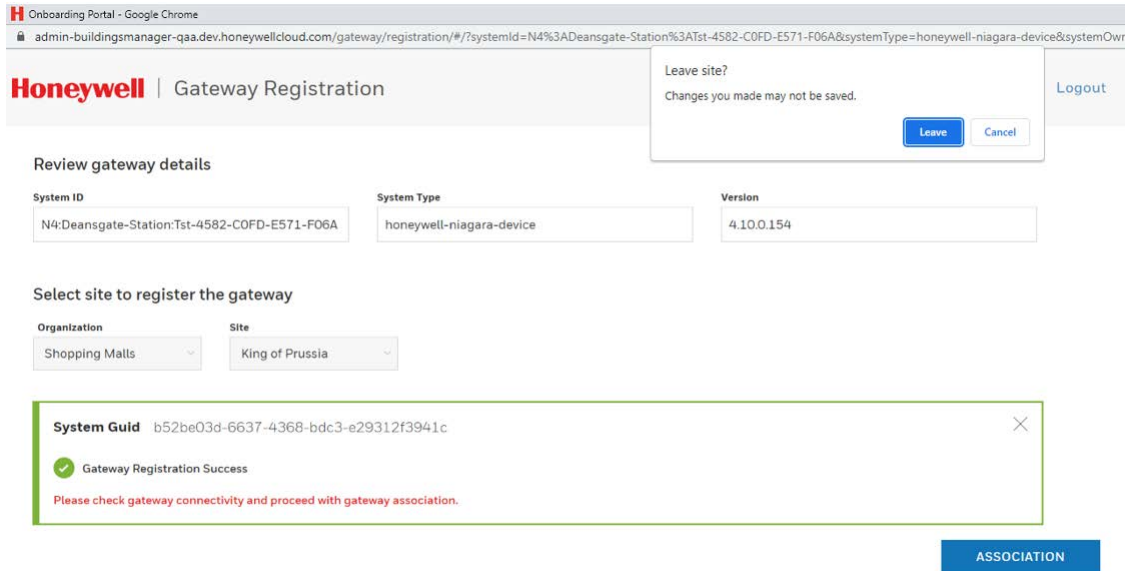 Onboarding Portal - Google Chrome
admin-buildingsmanager-qaa.dev.honeywellcloud.com/gateway/registration/#/?systemId=N4%3ADeansgate-Station%3ATst-4582-C0FD-E571-F06A&systemType=honeywell-niagara-device&systemOwr
Leave site?
Changes you made may not be saved.
Leave Cancel
Honeywell | Gateway Registration
Logout
Review gateway details
System ID System Type Version
N4:Deansgate-Station:Tst-4582-C0FD-E571-F06A honeywell-niagara-device 4.10.0.154
Select site to register the gateway
Organization Site
Shopping Malls King of Prussia
System Guid b52be03d-6637-4368-bdc3-e29312f3941c
Gateway Registration Success
Please check gateway connectivity and proceed with gateway association.
ASSOCIATION